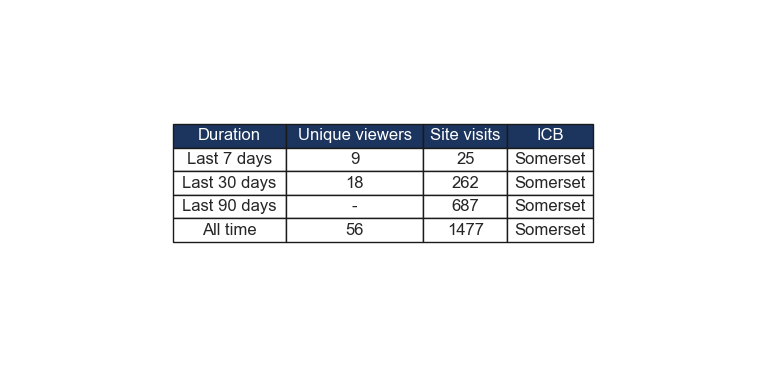 Duration Unique viewers Site visits ICB
Last 7 days 9 25 Somerset
Last 30 days 18 262 Somerset
Last 90 days - 687 Somerset
All time 56 1477 Somerset